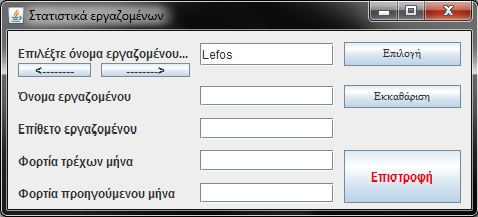 Στατιστικά εργαζομένων
Επιλέξτε όνομα εργαζομένου... Lefos Επιλογή
<-------- -------->
Όνομα εργαζομένου Εκκαθάριση
Επίθετο εργαζομένου
Φορτία τρέχων μήνα
Επιστροφή
Φορτία προηγούμενου μήνα